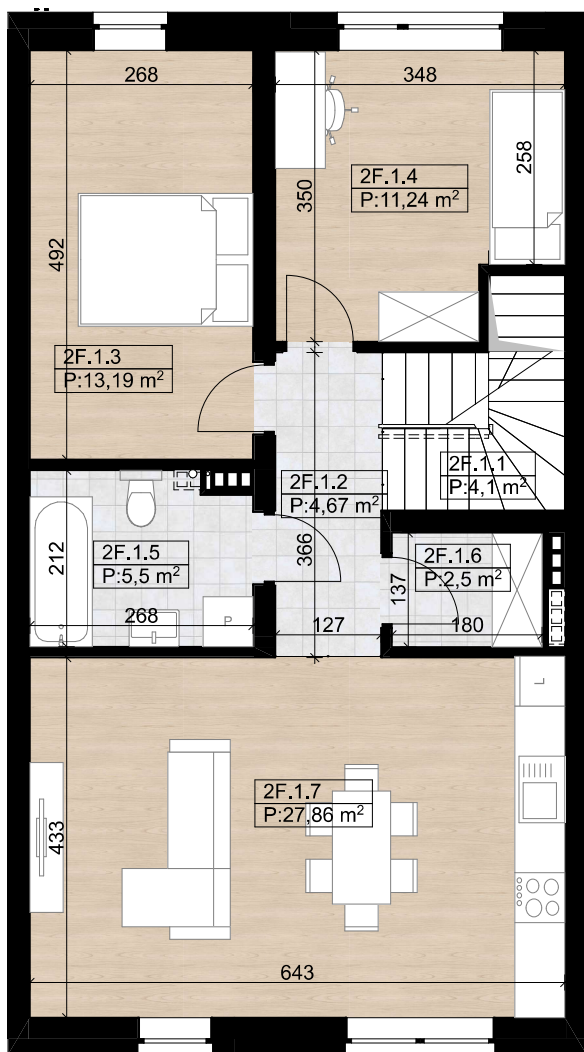 268
348
258
2F.1.4
P:11,24 m²
350
492
2F.1.3
P:13,19 m²
2F.1.1
P:4,1 m²
2F.1.2
P:4,67 m²
212
2F.1.5
P:5,5 m²
366
2F.1.6
P:2,5 m²
137
268
P
127
180
L
2F.1.7
P:27,86 m²
433
643